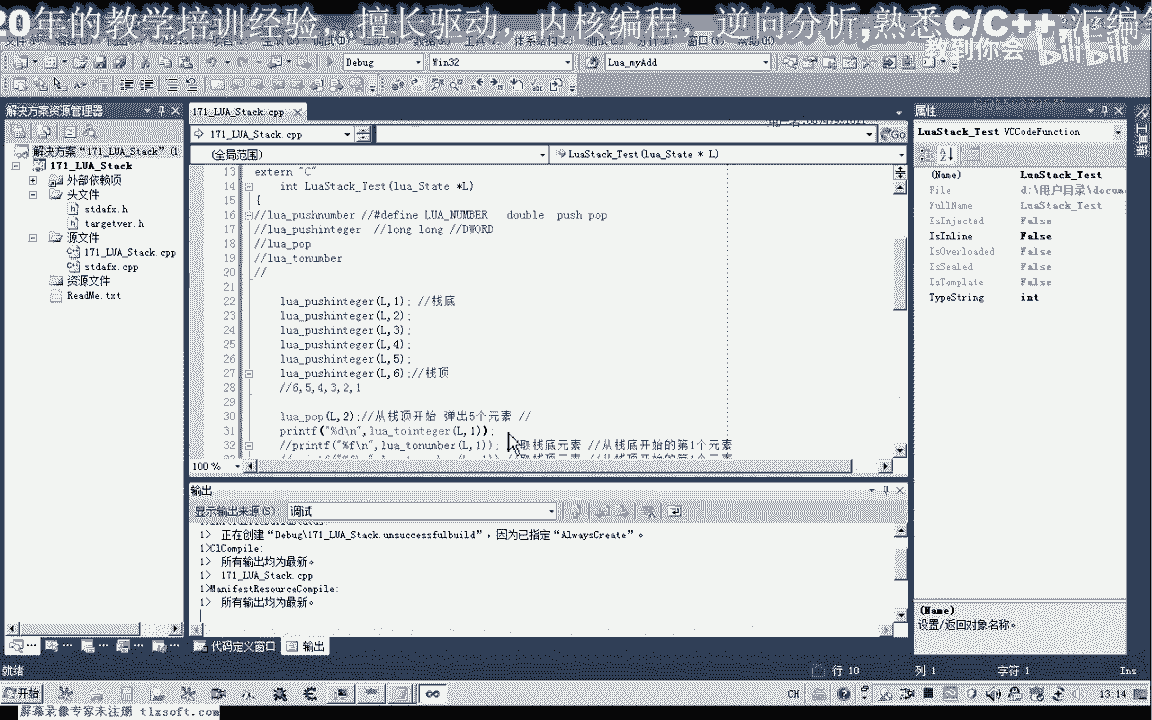 20年的教学培训经验,..擅长驱动, 内核编程, 逆向分析,熟悉C/C++,汇编
教到你会
bilibili
Debug
Win32
Lua_myAdd
解决方案资源管理器
解决方案"171_LUA_Stack" (1
171_LUA_Stack
外部依赖项
头文件
stdafx.h
targetver.h
源文件
171_LUA_Stack.cpp
stdafx.cpp
资源文件
ReadMe.txt
171_LUA_Stack.cpp
171_LUA_Stack.cpp
Go
(全局范围)
LuaStack_Test(lua_State * L)
13 extern "C"
14 int LuaStack_Test(lua_State *L)
15 {
16 //lua_pushnumber //#define LUA_NUMBER double push pop
17 //lua_pushinteger //long long //DWORD
18 //lua_pop
19 //lua_tonumber
20 //
21
22 lua_pushinteger(L,1); //栈底
23 lua_pushinteger(L,2);
24 lua_pushinteger(L,3);
25 lua_pushinteger(L,4);
26 lua_pushinteger(L,5);
27 lua_pushinteger(L,6);//栈顶
28 //6,5,4,3,2,1
29
30 lua_pop(L,2);//从栈顶开始 弹出5个元素 //
31 printf("%d\n",lua_tointeger(L,1));
32 //printf("%f\n",lua_tonumber(L,1)); 取栈底元素 //从栈底开始的第1个元素
100 %
输出
显示输出来源(S): 调试
1> 正在创建"Debug\171_LUA_Stack.unsuccessfulbuild",因为已指定"AlwaysCreate"。
1>ClCompile:
1> 所有输出均为最新。
1> 171_LUA_Stack.cpp
1>ManifestResourceCompile:
1> 所有输出均为最新。
代码定义窗口 输出
属性
LuaStack_Test VCCodeFunction
(Name) LuaStack_Test
File d:\用户目录\docum
FullName LuaStack_Test
IsInjected False
IsInline False
IsOverloaded False
IsSealed False
IsTemplate False
TypeString int
(Name)
设置/返回对象名称。
就绪
行 10
列 1
字符 1
Ins
开始
CH
13:14
屏幕录像专家未注册 tlxsoft.com